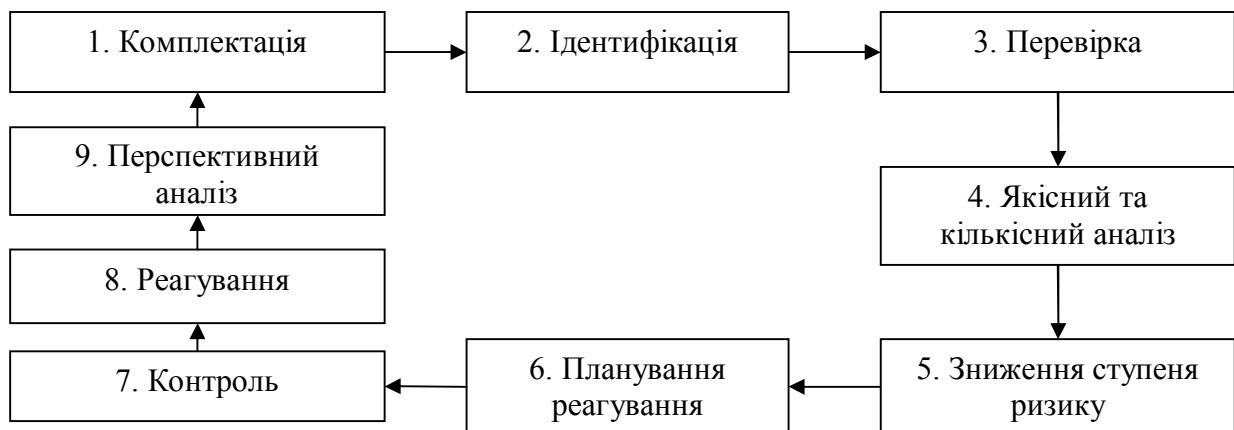 1. Комплектація
2. Ідентифікація
3. Перевірка
9. Перспективний
аналіз
4. Якісний та
кількісний аналіз
8. Реагування
7. Контроль
6. Планування
реагування
5. Зниження ступеня
ризику